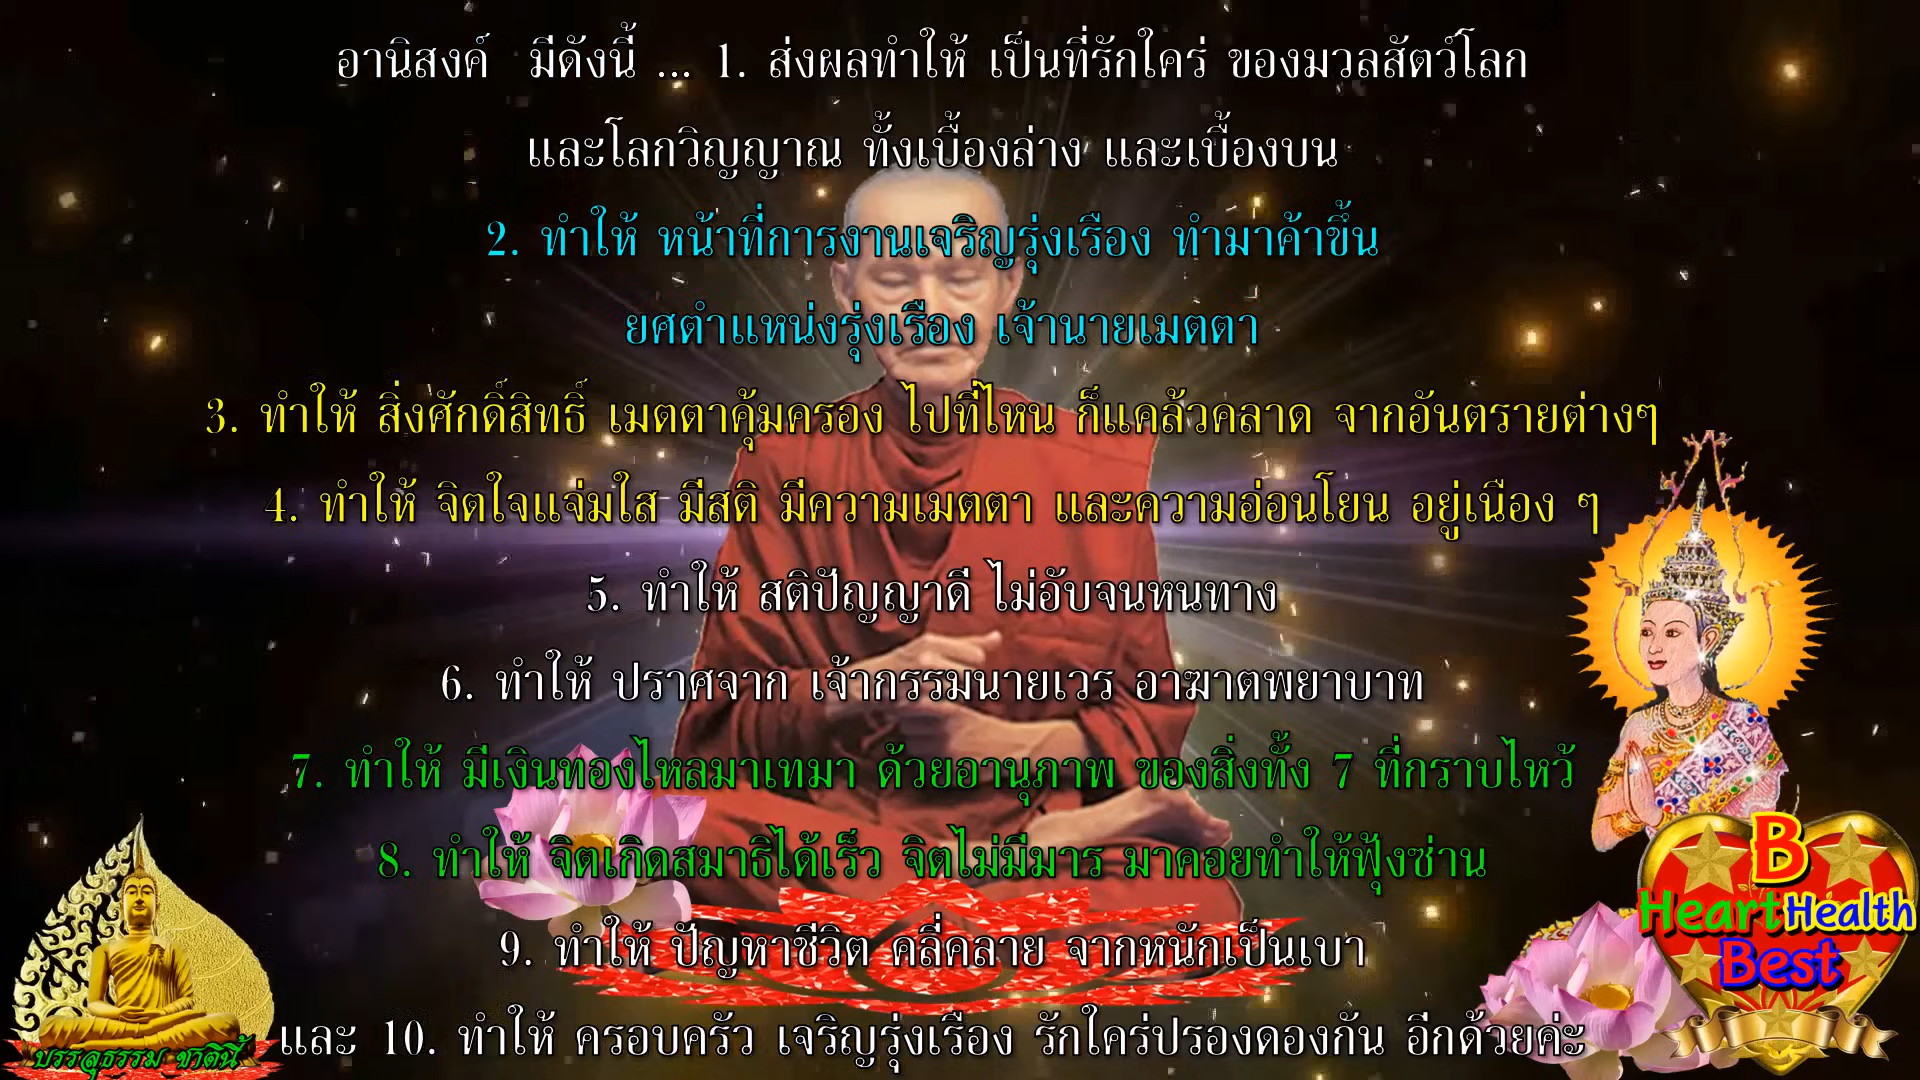 อานิสงค์ มีดังนี้ ... 1. ส่งผลทำให้ เป็นที่รักใคร่ ของมวลสัตว์โลก
และโลกวิญญาณ ทั้งเบื้องล่าง และเบื้องบน
2. ทำให้ หน้าที่การงานเจริญรุ่งเรือง ทำมาค้าขึ้น
ยศตำแหน่งรุ่งเรือง เจ้านายเมตตา
3. ทำให้ สิ่งศักดิ์สิทธิ์ เมตตาคุ้มครอง ไปที่ไหน ก็แคล้วคลาด จากอันตรายต่างๆ
4. ทำให้ จิตใจแจ่มใส มีสติ มีความเมตตา และความอ่อนโยน อยู่เนือง ๆ
5. ทำให้ สติปัญญาดี ไม่อับจนหนทาง
6. ทำให้ ปราศจาก เจ้ากรรมนายเวร อาฆาตพยาบาท
7. ทำให้ มีเงินทองไหลมาเทมา ด้วยอานุภาพ ของสิ่งทั้ง 7 ที่กราบไหว้
8. ทำให้ จิตเกิดสมาธิได้เร็ว จิตไม่มีมาร มาคอยทำให้ฟุ้งซ่าน
9. ทำให้ ปัญหาชีวิต คลี่คลาย จากหนักเป็นเบา
และ 10. ทำให้ ครอบครัว เจริญรุ่งเรือง รักใคร่ปรองดองกัน อีกด้วยค่ะ
บรรลุธรรม ชาตินี้
B
Heart Health
Best